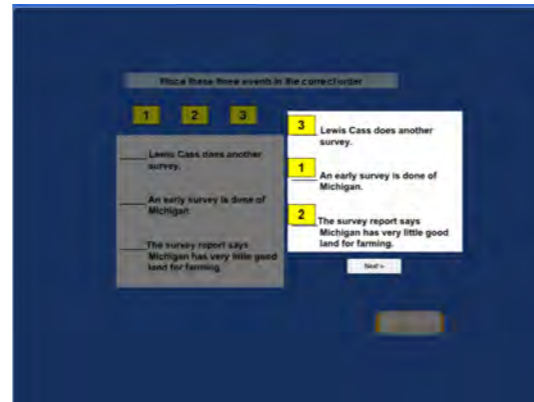 Place these three events in the correct order
1 2 3
Lewis Cass does another
survey.
An early survey is done of
Michigan.
The survey report says
Michigan has very little good
land for farming.
3
Lewis Cass does another
survey.
1
An early survey is done of
Michigan.
2
The survey report says
Michigan has very little good
land for farming.
Next »